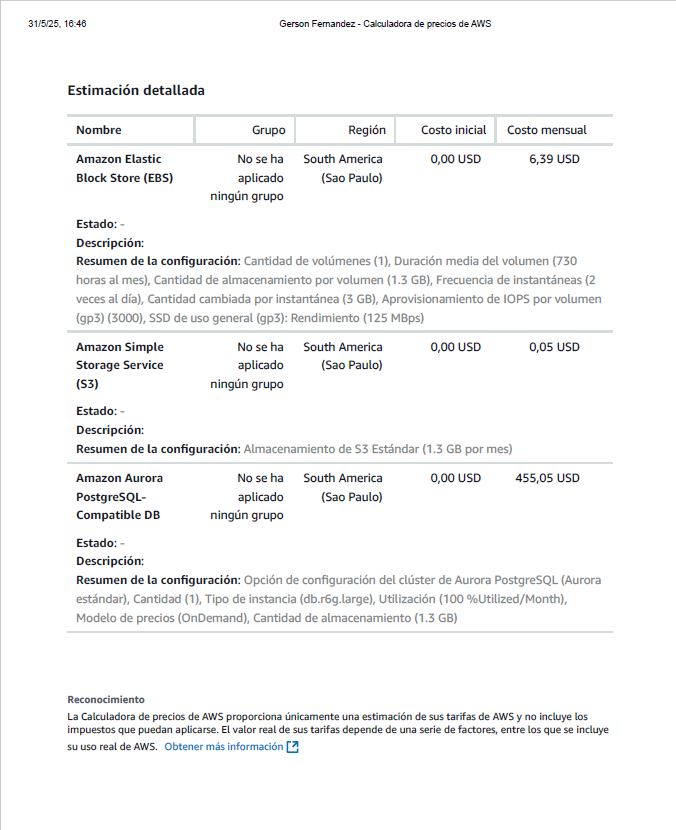 31/5/25, 16:46
Gerson Fernandez - Calculadora de precios de AWS
Estimación detallada
Nombre Grupo Región Costo inicial Costo mensual
Amazon Elastic No se ha South America 0,00 USD 6,39 USD
Block Store (EBS) aplicado (Sao Paulo)
ningún grupo
Estado: -
Descripción:
Resumen de la configuración: Cantidad de volúmenes (1), Duración media del volumen (730
horas al mes), Cantidad de almacenamiento por volumen (1.3 GB), Frecuencia de instantáneas (2
veces al día), Cantidad cambiada por instantánea (3 GB), Aprovisionamiento de IOPS por volumen
(gp3) (3000), SSD de uso general (gp3): Rendimiento (125 MBps)
Amazon Simple No se ha South America 0,00 USD 0,05 USD
Storage Service aplicado (Sao Paulo)
(S3) ningún grupo
Estado: -
Descripción:
Resumen de la configuración: Almacenamiento de S3 Estándar (1.3 GB por mes)
Amazon Aurora No se ha South America 0,00 USD 455,05 USD
PostgreSQL- aplicado (Sao Paulo)
Compatible DB ningún grupo
Estado: -
Descripción:
Resumen de la configuración: Opción de configuración del clúster de Aurora PostgreSQL (Aurora
estándar), Cantidad (1), Tipo de instancia (db.r6g.large), Utilización (100 %Utilized/Month),
Modelo de precios (OnDemand), Cantidad de almacenamiento (1.3 GB)
Reconocimiento
La Calculadora de precios de AWS proporciona únicamente una estimación de sus tarifas de AWS y no incluye los
impuestos que puedan aplicarse. El valor real de sus tarifas depende de una serie de factores, entre los que se incluye
su uso real de AWS. Obtener más información